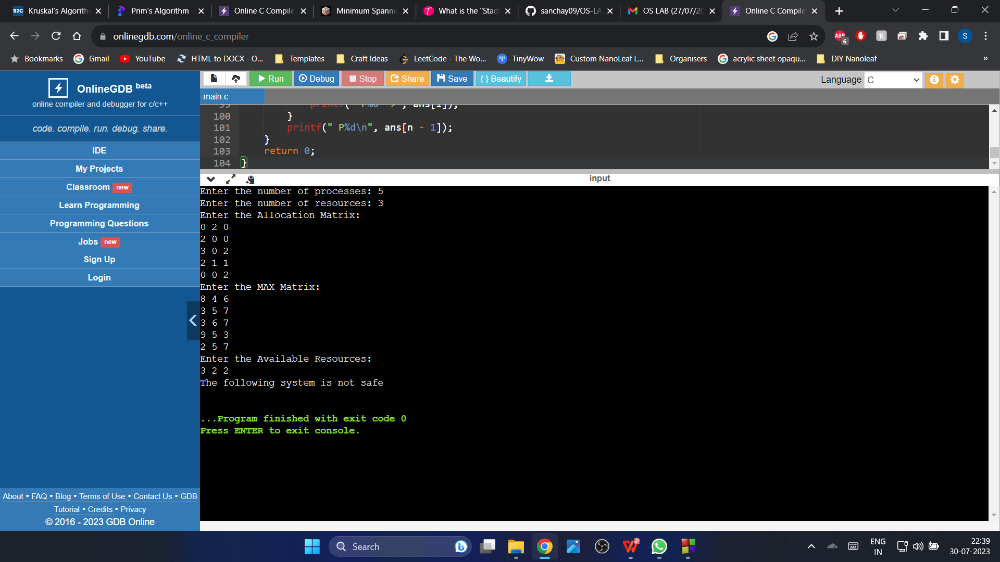 Kruskal's Algorith
Prim's Algorithm
Online C Compile
Minimum Spanni
What is the "Stack
sanchay09/OS-LA
OS LAB (27/07/20
Online C Compile
onlinegdb.com/online_c_compiler
Bookmarks
Gmail
YouTube
HTML to DOCX - O...
Templates
Craft Ideas
LeetCode - The Wo...
TinyWow
Custom NanoLeaf L...
Organisers
acrylic sheet opaqu...
DIY Nanoleaf
»
OnlineGDB beta
online compiler and debugger for c/c++
code. compile. run. debug. share.
IDE
My Projects
Classroom new
Learn Programming
Programming Questions
Jobs new
Sign Up
Login
About • FAQ • Blog • Terms of Use • Contact Us • GDB
Tutorial • Credits • Privacy
© 2016 - 2023 GDB Online
Run
Debug
Stop
Share
Save
{ } Beautify
Language C
main.c
100 }
101 printf(" P%d\n", ans[n - 1]);
102 }
103 return 0;
104 }
input
Enter the number of processes: 5
Enter the number of resources: 3
Enter the Allocation Matrix:
0 2 0
2 0 0
3 0 2
2 1 1
0 0 2
Enter the MAX Matrix:
8 4 6
3 5 7
3 6 7
9 5 3
2 5 7
Enter the Available Resources:
3 2 2
The following system is not safe
...Program finished with exit code 0
Press ENTER to exit console.
Search
ENG
IN
22:39
30-07-2023